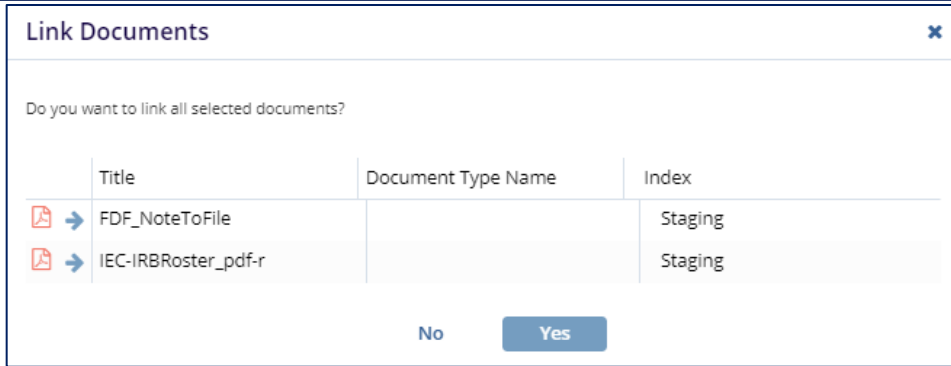 Link Documents
Do you want to link all selected documents?
Title Document Type Name Index
FDF_NoteToFile Staging
IEC-IRBRoster_pdf-r Staging
No Yes